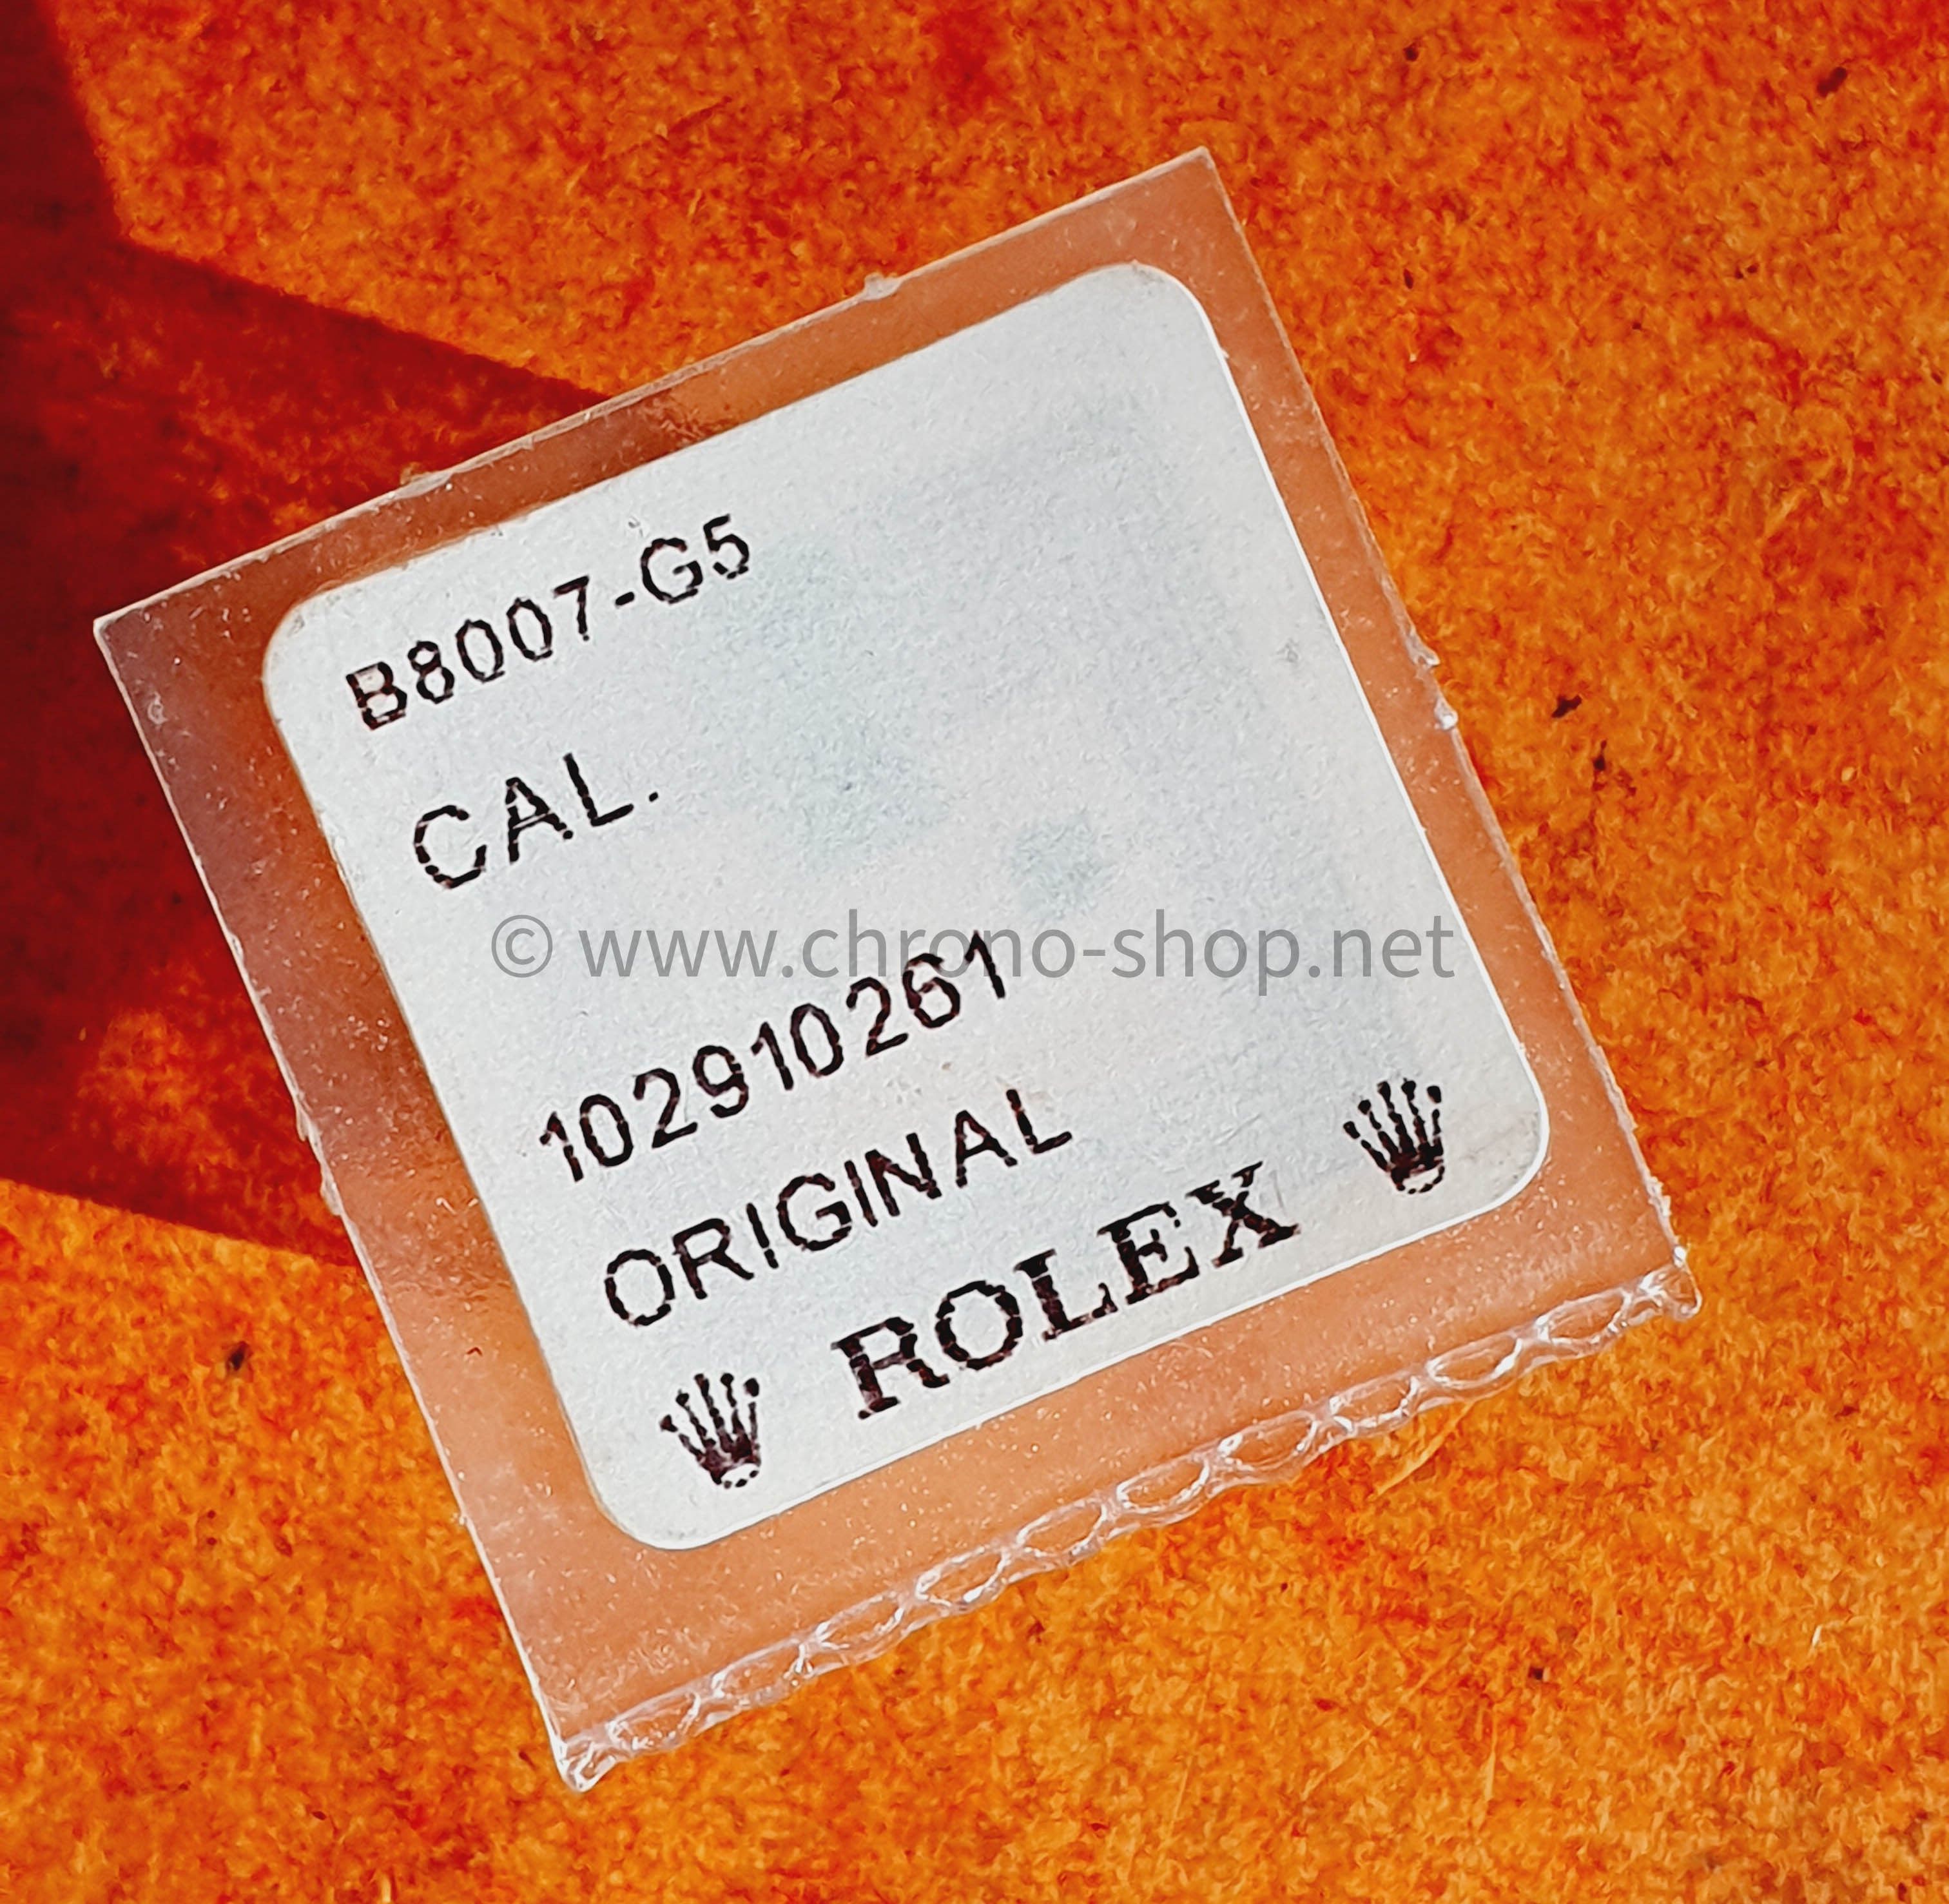 B8007-G5
CAL.
© www.chrono-shop.net
102910261
ORIGINAL
ROLEX